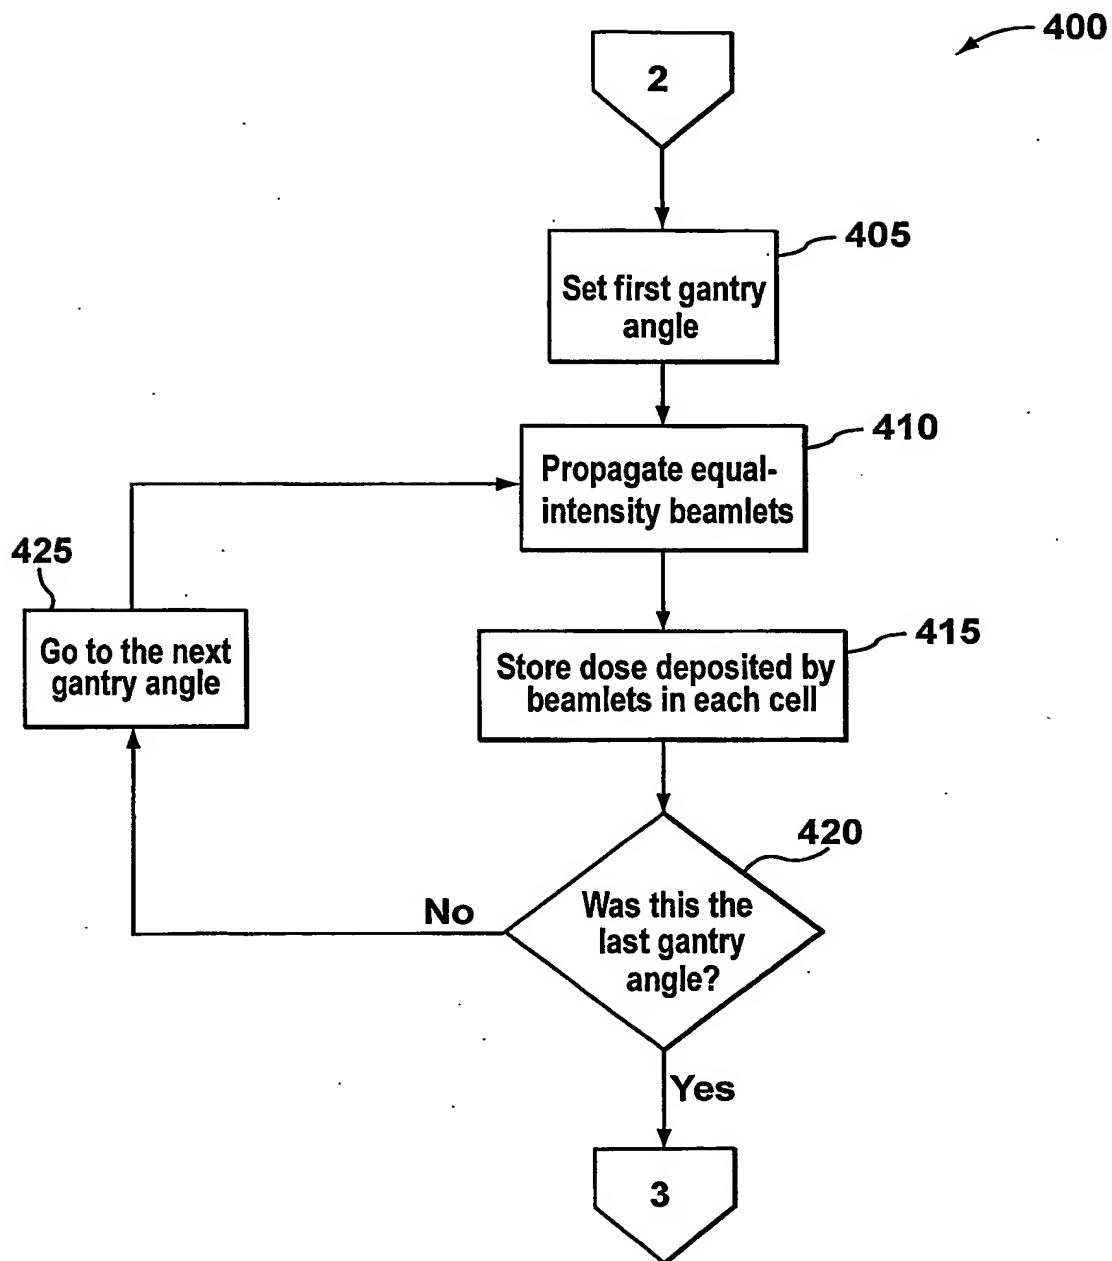 400
2
405
Set first gantry
angle
410
Propagate equal-
intensity beamlets
425
Go to the next
gantry angle
415
Store dose deposited by
beamlets in each cell
420
Was this the
last gantry
angle?
No
Yes
3